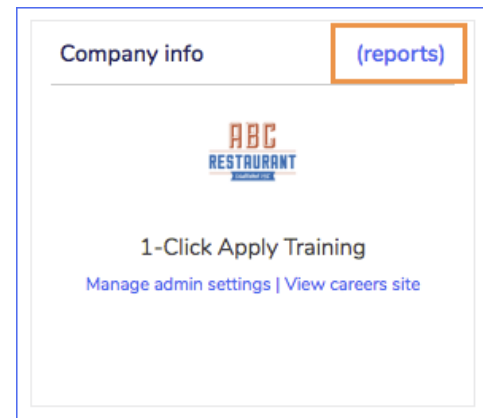 Company info (reports)
ABC
RESTAURANT
1-Click Apply Training
Manage admin settings | View careers site